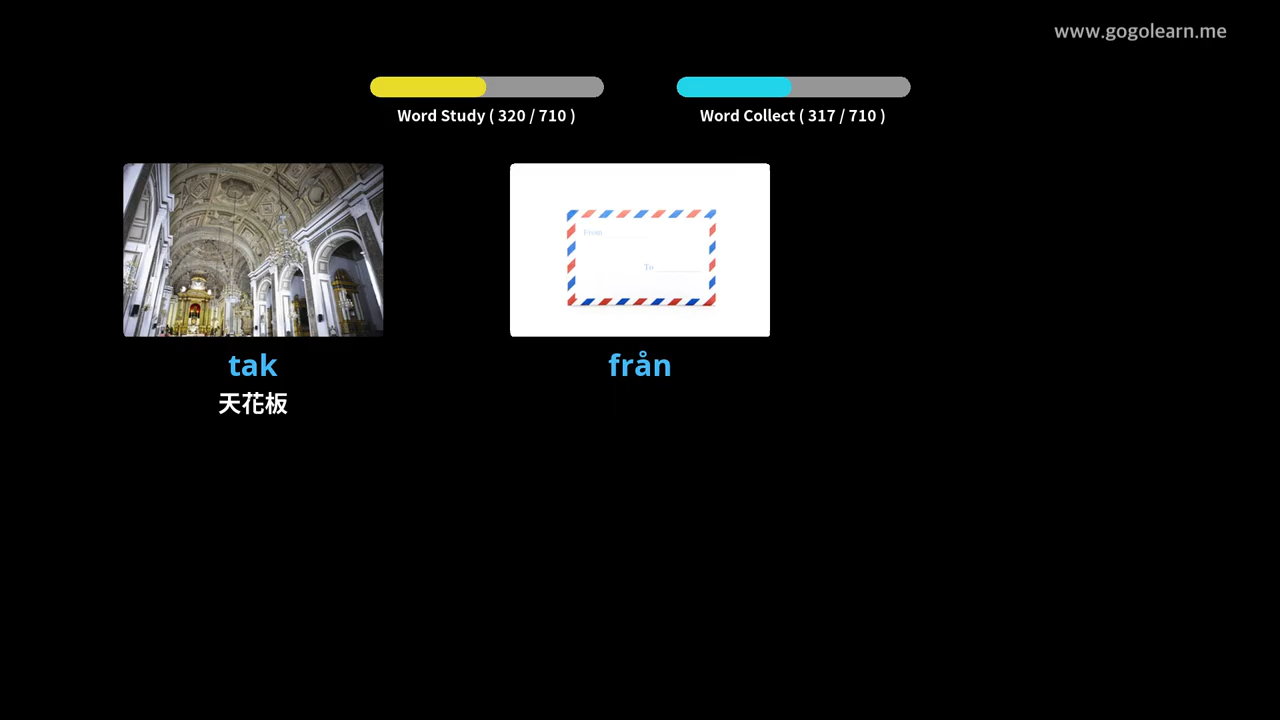 www.gogolearn.me
Word Study ( 320 / 710 )
Word Collect ( 317 / 710 )
From
To
tak
från
天花板